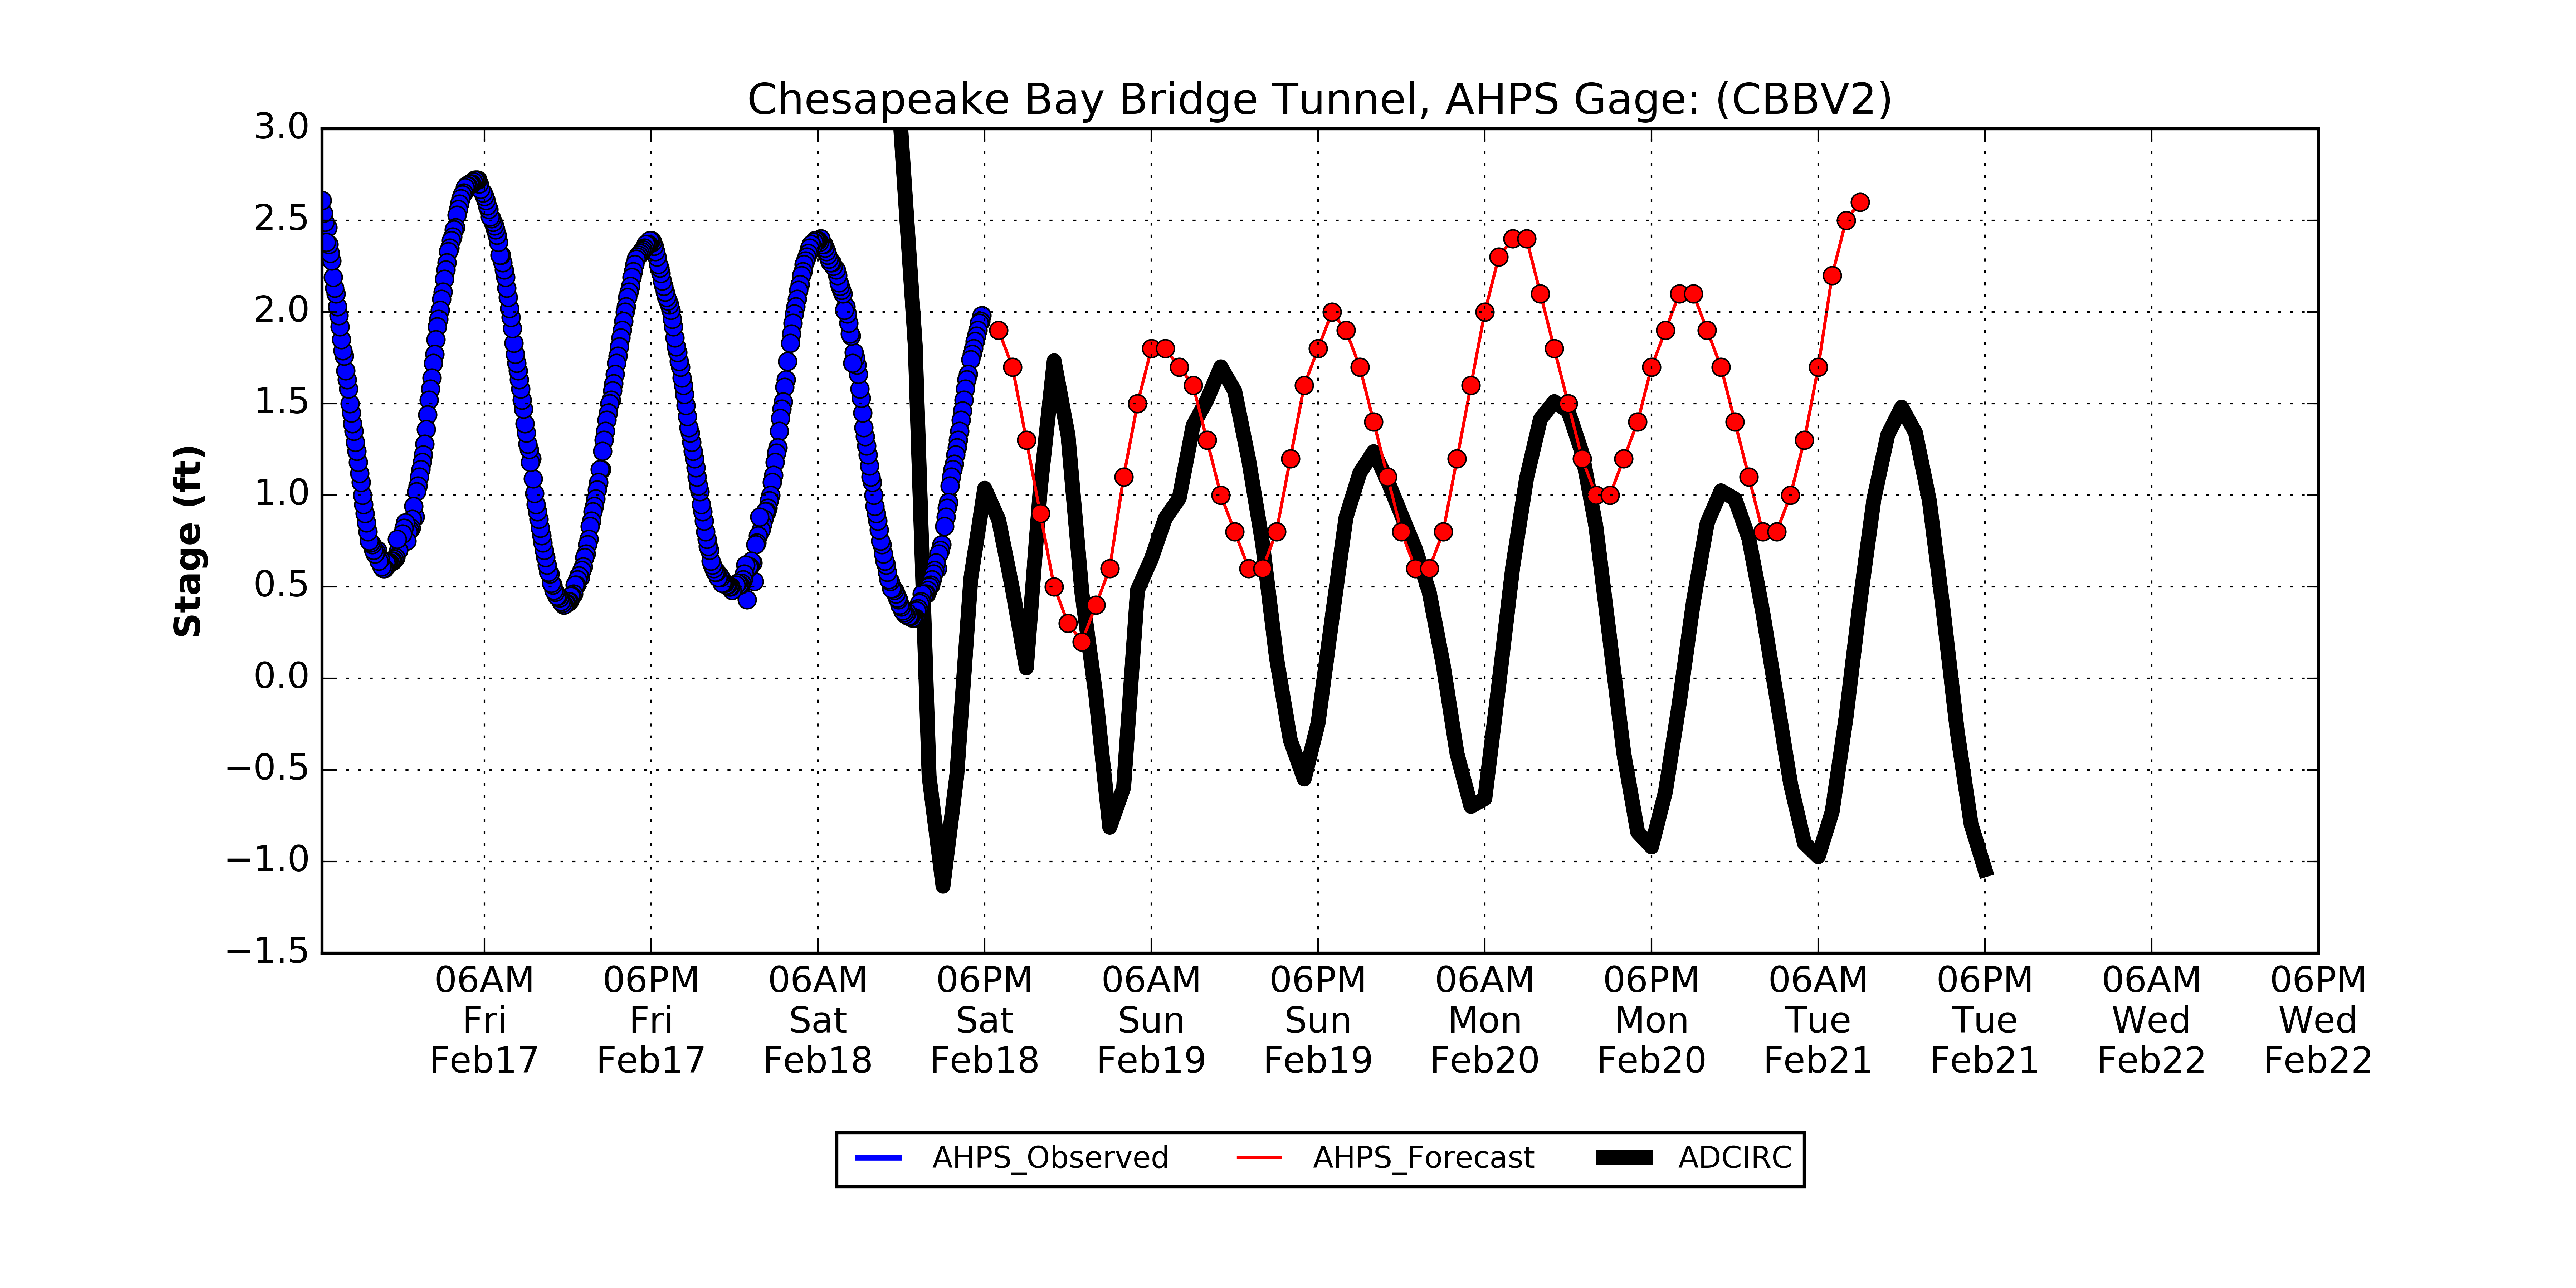 Chesapeake Bay Bridge Tunnel, AHPS Gage: (CBBV2)
Stage (ft)
3.0
2.5
2.0
1.5
1.0
0.5
0.0
−0.5
−1.0
−1.5
06AM 06PM 06AM 06PM 06AM 06PM 06AM 06PM 06AM 06PM 06AM 06PM
Fri Fri Sat Sat Sun Sun Mon Mon Tue Tue Wed Wed
Feb17 Feb17 Feb18 Feb18 Feb19 Feb19 Feb20 Feb20 Feb21 Feb21 Feb22 Feb22
AHPS_Observed AHPS_Forecast ADCIRC